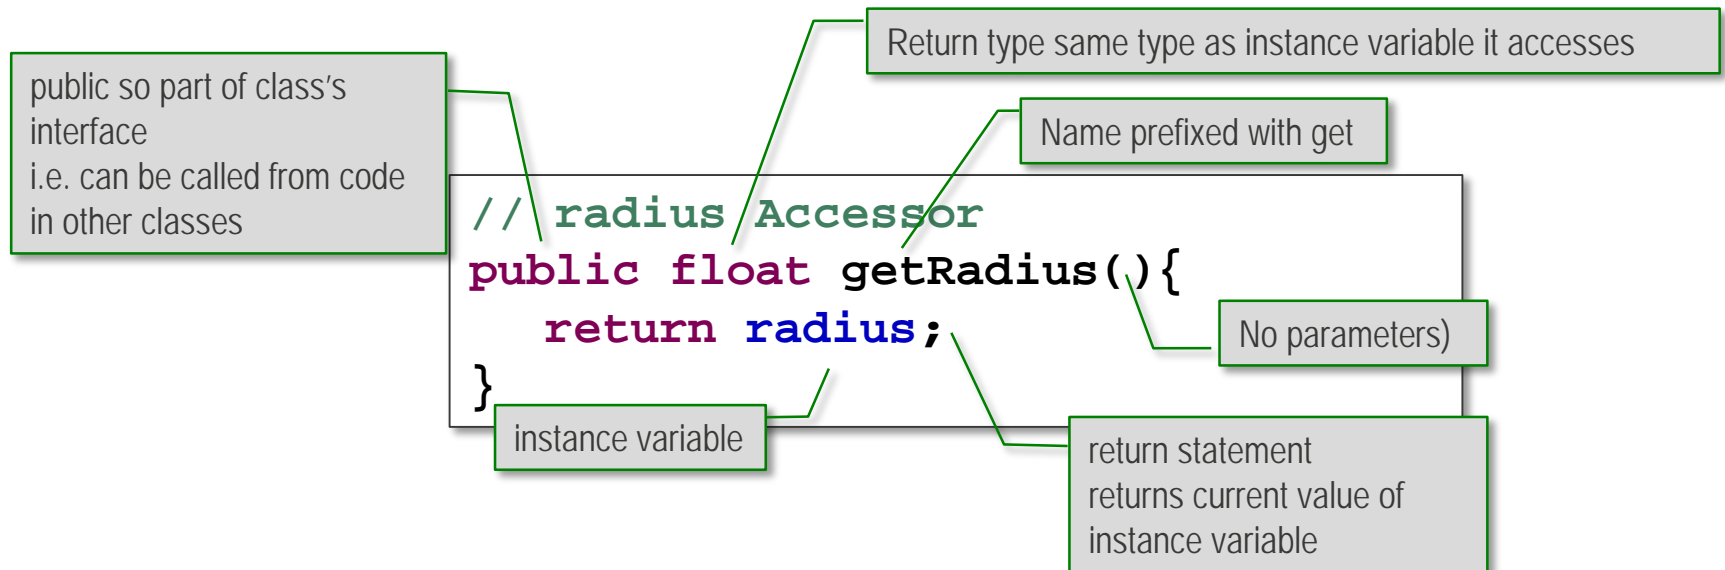 Return type same type as instance variable it accesses
public so part of class's
interface
i.e. can be called from code
in other classes
Name prefixed with get
// radius Accessor
public float getRadius(){
return radius;
}
No parameters)
instance variable
return statement
returns current value of
instance variable